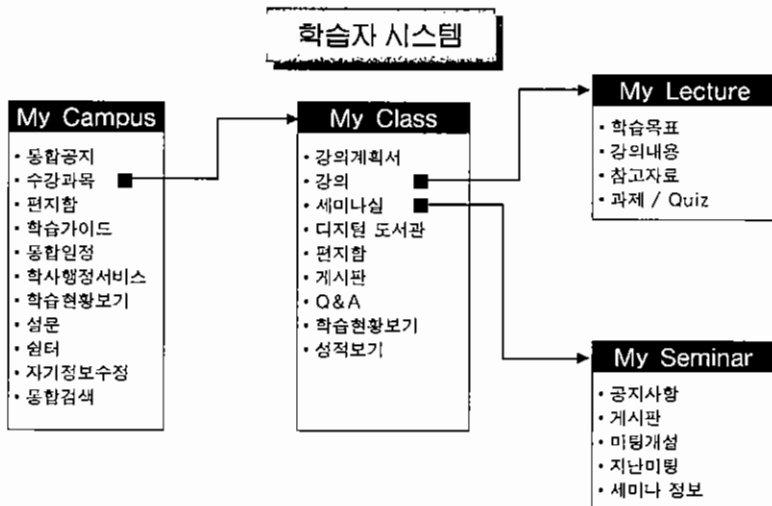 학습자 시스템
My Campus
• 통합공지
• 수강과목
• 편지함
• 학습가이드
• 통합일정
• 학사행정서비스
• 학습현황보기
• 설문
• 쉼터
• 자기정보수정
• 통합검색
My Class
• 강의계획서
• 강의
• 세미나실
• 디지털 도서관
• 편지함
• 게시판
• Q&A
• 학습현황보기
• 성적보기
My Lecture
• 학습목표
• 강의내용
• 참고자료
• 과제 / Quiz
My Seminar
• 공지사항
• 게시판
• 미팅개설
• 지난미팅
• 세미나 정보